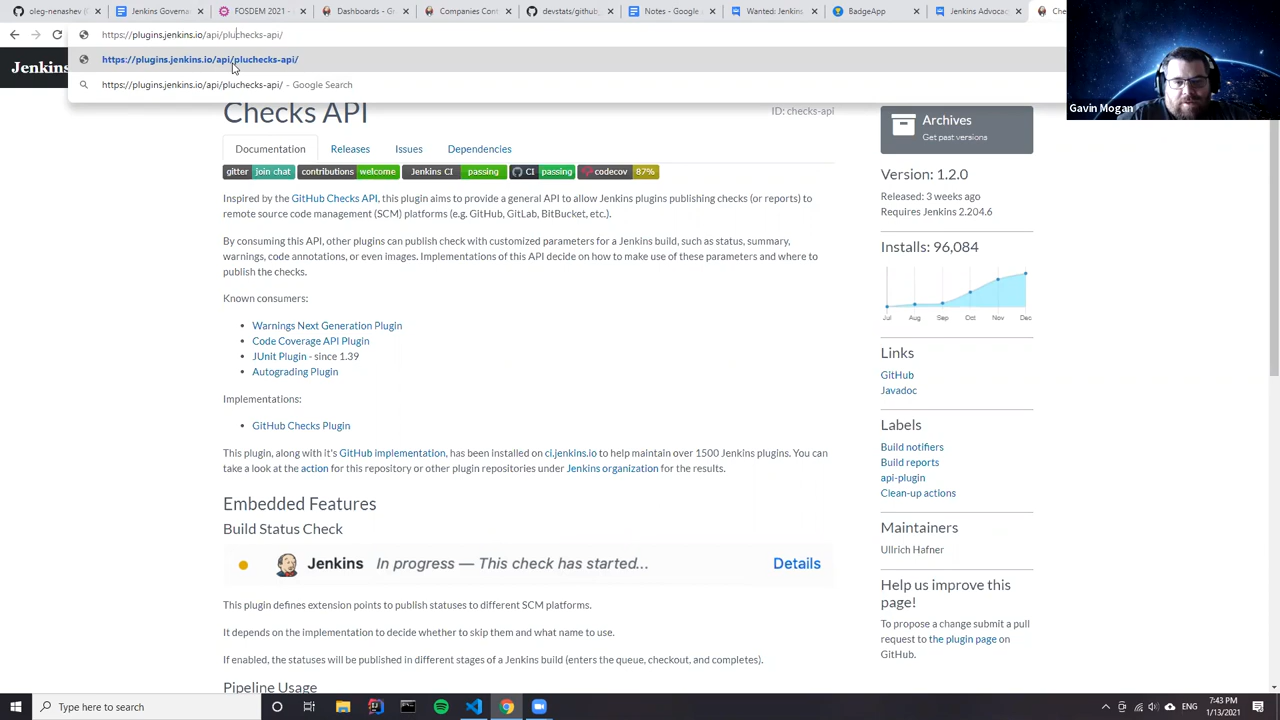 oleg-nenashev (
Jenkins Governan
FOSDEM 2021 -
Dashboards - Gr
Companies Cont
devstats/github_
Notes - Google
Wanted: Jenkins
BadgeApp
Jenkins Advocac
Che
https://plugins.jenkins.io/api/pluchecks-api/
https://plugins.jenkins.io/api/pluchecks-api/
https://plugins.jenkins.io/api/pluchecks-api/ - Google Search
Jenkins
Gavin Mogan
Checks API
ID: checks-api
Documentation
Releases
Issues
Dependencies
gitter join chat contributions welcome Jenkins CI passing CI passing codecov 87%
Inspired by the GitHub Checks API, this plugin aims to provide a general API to allow Jenkins plugins publishing checks (or reports) to
remote source code management (SCM) platforms (e.g. GitHub, GitLab, BitBucket, etc.).
By consuming this API, other plugins can publish check with customized parameters for a Jenkins build, such as status, summary,
warnings, code annotations, or even images. Implementations of this API decide on how to make use of these parameters and where to
publish the checks.
Known consumers:
Warnings Next Generation Plugin
Code Coverage API Plugin
JUnit Plugin - since 1.39
Autograding Plugin
Implementations:
GitHub Checks Plugin
This plugin, along with it's GitHub implementation, has been installed on ci.jenkins.io to help maintain over 1500 Jenkins plugins. You can
take a look at the action for this repository or other plugin repositories under Jenkins organization for the results.
Embedded Features
Build Status Check
Jenkins In progress — This check has started... Details
This plugin defines extension points to publish statuses to different SCM platforms.
It depends on the implementation to decide whether to skip them and what name to use.
If enabled, the statuses will be published in different stages of a Jenkins build (enters the queue, checkout, and completes).
Pipeline Usage
Archives
Get past versions
Version: 1.2.0
Released: 3 weeks ago
Requires Jenkins 2.204.6
Installs: 96,084
Jul Aug Sep Oct Nov Dec
Links
GitHub
Javadoc
Labels
Build notifiers
Build reports
api-plugin
Clean-up actions
Maintainers
Ullrich Hafner
Help us improve this
page!
To propose a change submit a pull
request to the plugin page on
GitHub.
Type here to search
7:43 PM
1/13/2021